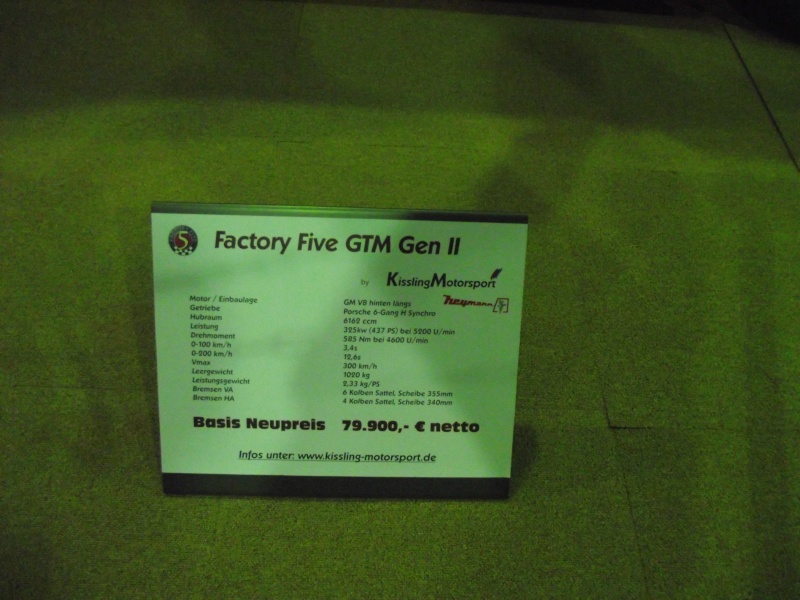 5
Factory Five GTM Gen II
by KisslingMotorsport
heymann
Motor / Einbaulage GM V8 hinten längs
Getriebe Porsche 6-Gang H Synchro
Hubraum 6162 ccm
Leistung 325kw (437 PS) bei 5200 U/min
Drehmoment 585 Nm bei 4600 U/min
0-100 km/h 3,4s
0-200 km/h 12,6s
Vmax 300 km/h
Leergewicht 1020 kg
Leistungsgewicht 2,33 kg/PS
Bremsen VA 6 Kolben Sattel, Scheibe 355mm
Bremsen HA 4 Kolben Sattel, Scheibe 340mm
Basis Neupreis 79.900,- € netto
Infos unter: www.kissling-motorsport.de